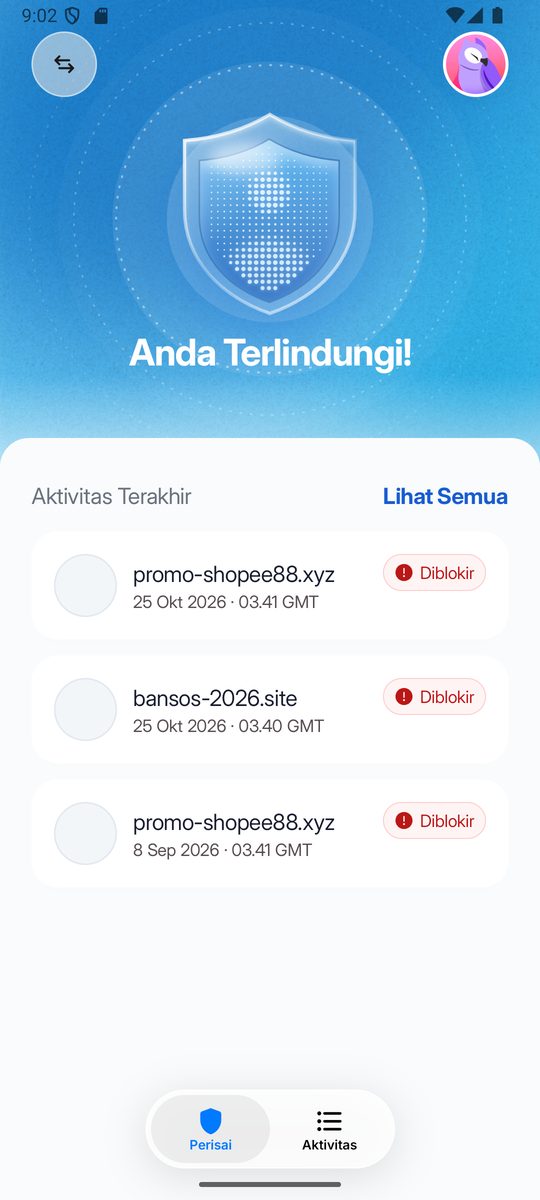 9:02
Anda Terlindungi!
Aktivitas Terakhir
Lihat Semua
promo-shopee88.xyz
Diblokir
25 Okt 2026 · 03.41 GMT
bansos-2026.site
Diblokir
25 Okt 2026 · 03.40 GMT
promo-shopee88.xyz
Diblokir
8 Sep 2026 · 03.41 GMT
Perisai
Aktivitas